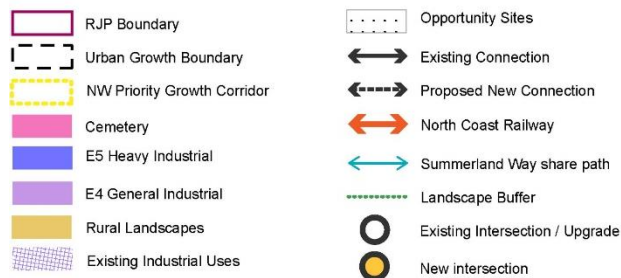 RJP Boundary
Urban Growth Boundary
NW Priority Growth Corridor
Cemetery
E5 Heavy Industrial
E4 General Industrial
Rural Landscapes
Existing Industrial Uses
Opportunity Sites
Existing Connection
Proposed New Connection
North Coast Railway
Summerland Way share path
Landscape Buffer
Existing Intersection / Upgrade
New intersection